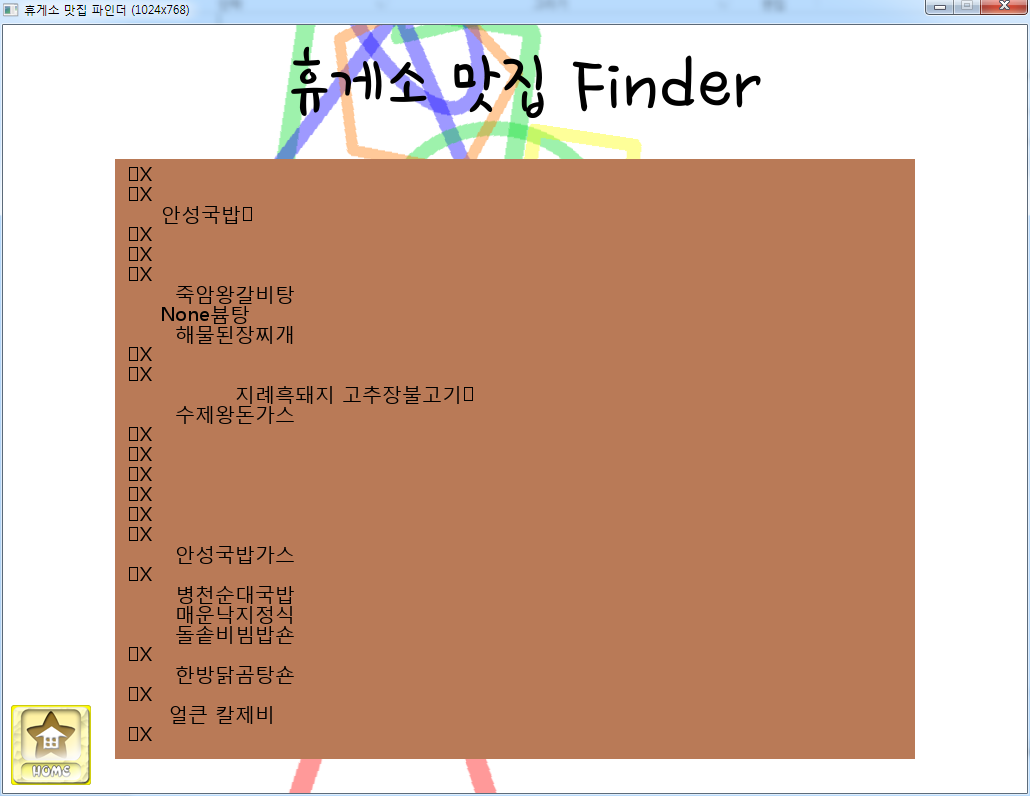 휴게소 맛집 파인더 (1024x768)
휴게소 맛집 Finder
▯X
▯X
안성국밥▯
▯X
▯X
▯X
죽암왕갈비탕
None뷻탕
해물된장찌개
▯X
▯X
지례흑돼지 고추장불고기▯
수제왕돈가스
▯X
▯X
▯X
▯X
▯X
▯X
안성국밥가스
▯X
병천순대국밥
매운낙지정식
돌솥비빔밥숀
▯X
한방닭곰탕숀
▯X
얼큰 칼제비
▯X
HOME